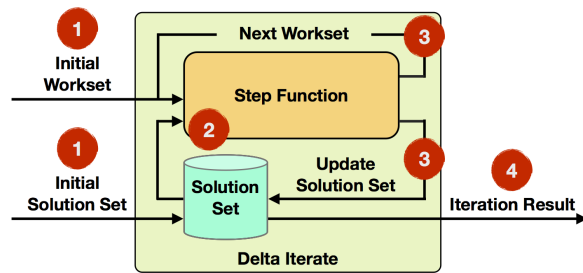 1
Next Workset
3
Initial
Workset
Step Function
2
1
Initial
Solution Set
Solution
Set
Update
Solution Set
3
4
Iteration Result
Delta Iterate